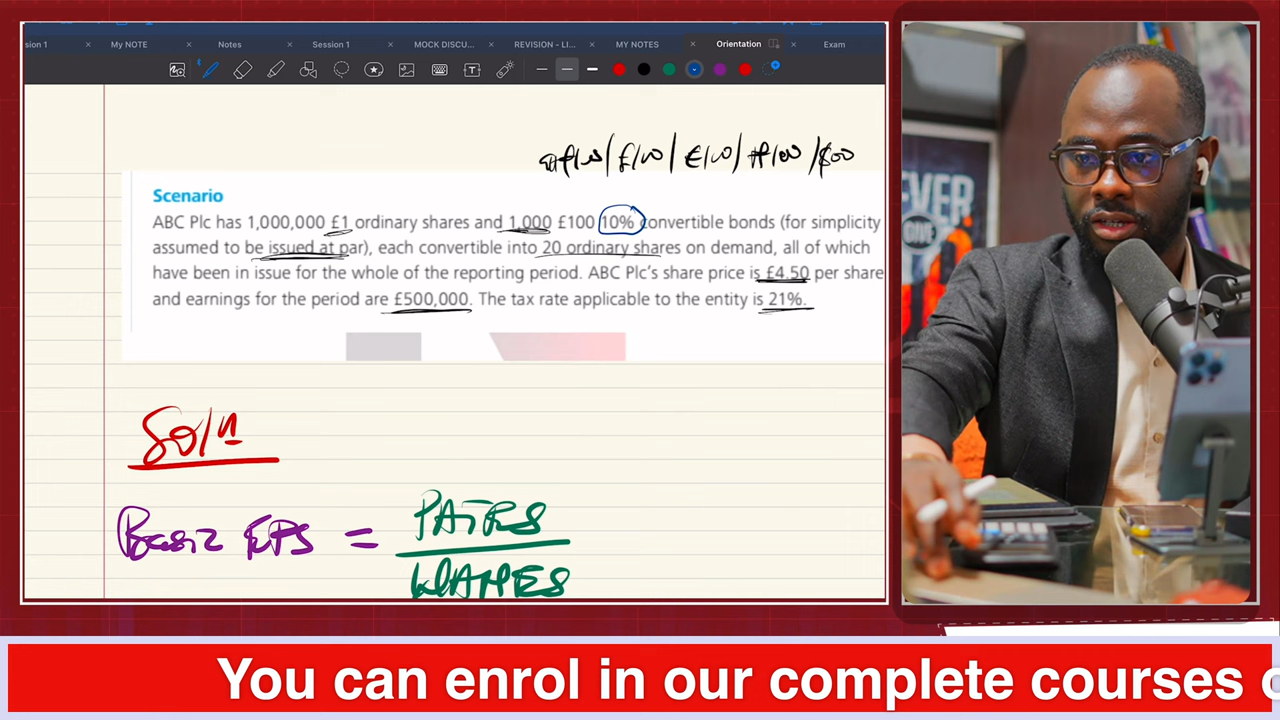 sion 1 My NOTE Notes Session 1 MOCK DISCU... REVISION - LI... MY NOTES Orientation Exam
Scenario
ABC Plc has 1,000,000 £1 ordinary shares and 1,000 £100 10% convertible bonds (for simplicity
assumed to be issued at par), each convertible into 20 ordinary shares on demand, all of which
have been in issue for the whole of the reporting period. ABC Plc's share price is £4.50 per share
and earnings for the period are £500,000. The tax rate applicable to the entity is 21%.
Soln
Basic EPS = PATRS
WANES
You can enrol in our complete courses